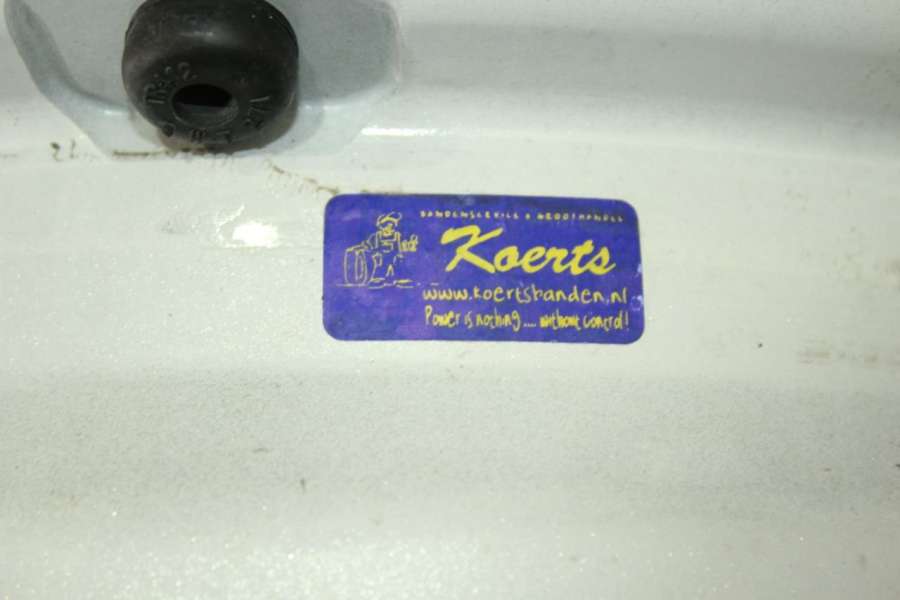 BANDENSERVICE & GROOTHANDEL
Koerts
www.koertsbanden.nl
Power is nothing.... without control!